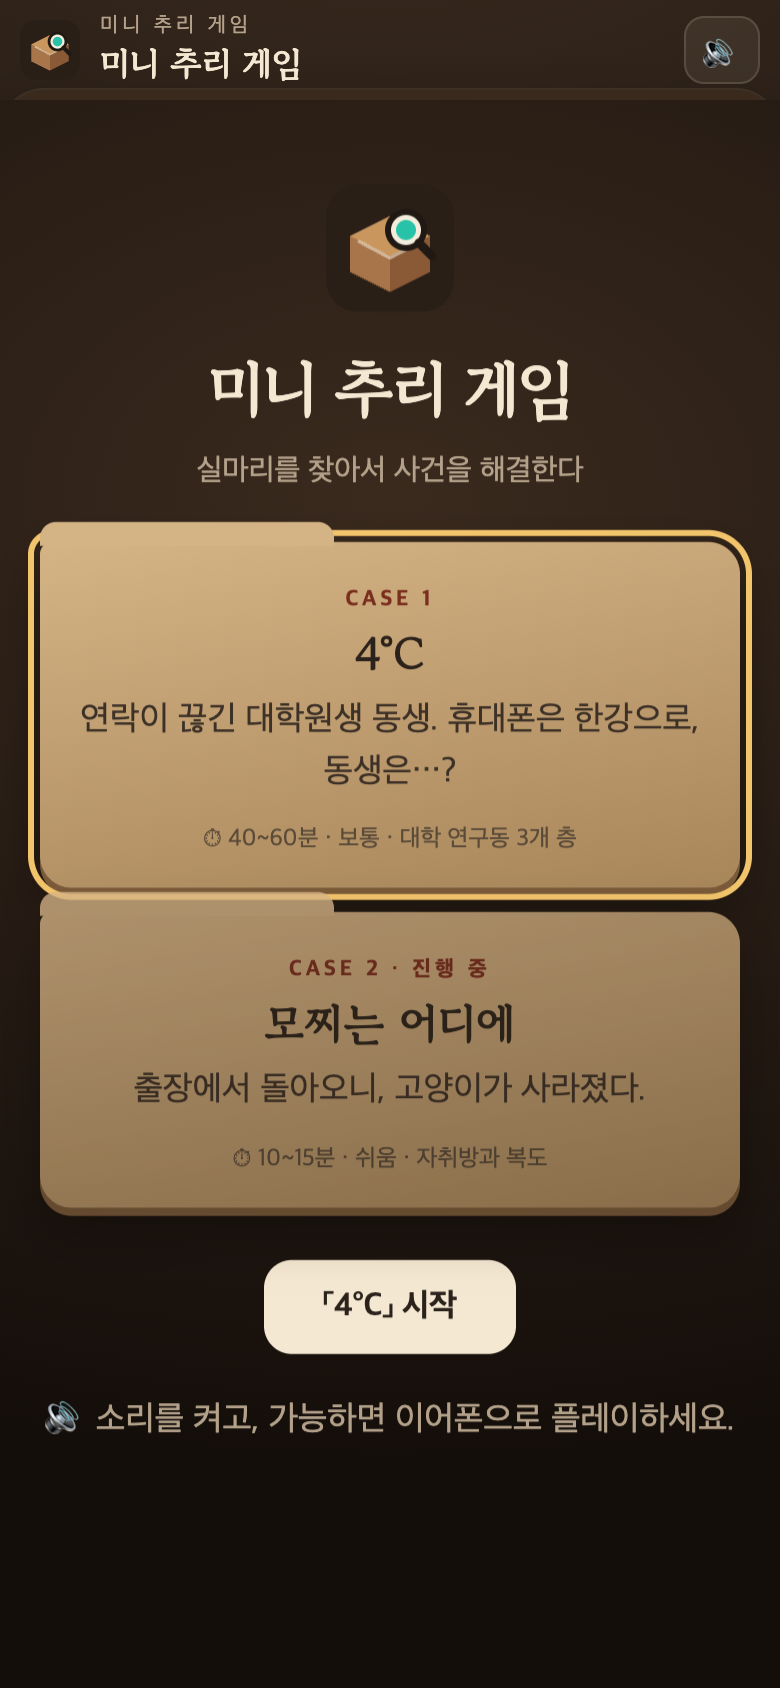 미니 추리 게임
미니 추리 게임
미니 추리 게임
실마리를 찾아서 사건을 해결한다
CASE 1
4°C
연락이 끊긴 대학원생 동생. 휴대폰은 한강으로,
동생은…?
⏱ 40~60분 · 보통 · 대학 연구동 3개 층
CASE 2 · 진행 중
모찌는 어디에
출장에서 돌아오니, 고양이가 사라졌다.
⏱ 10~15분 · 쉬움 · 자취방과 복도
「4°C」 시작
🔊 소리를 켜고, 가능하면 이어폰으로 플레이하세요.